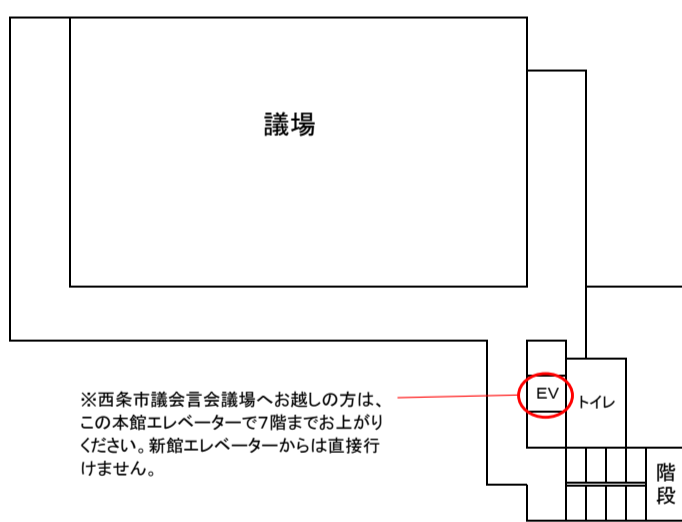 議場
※西条市議会言会議場へお越しの方は、
この本館エレベーターで7階までお上がり
ください。新館エレベーターからは直接行
けません。
EV
トイレ
階
段